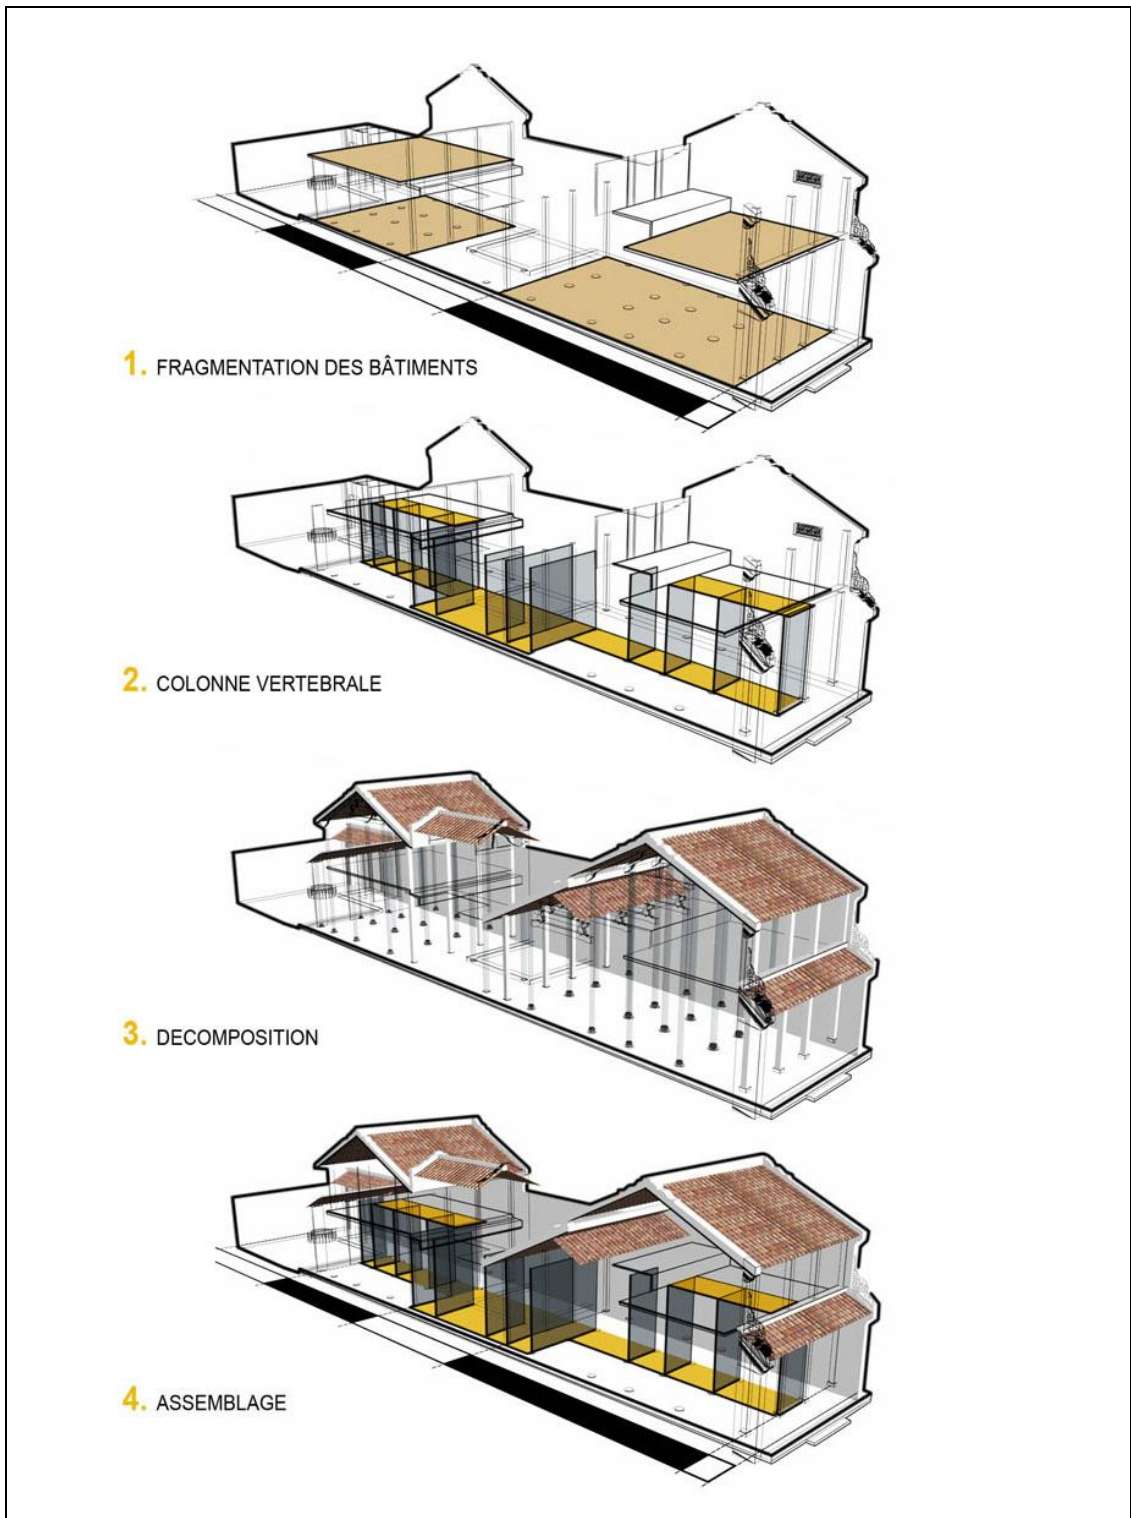 1. FRAGMENTATION DES BÂTIMENTS
2. COLONNE VERTEBRALE
3. DECOMPOSITION
4. ASSEMBLAGE